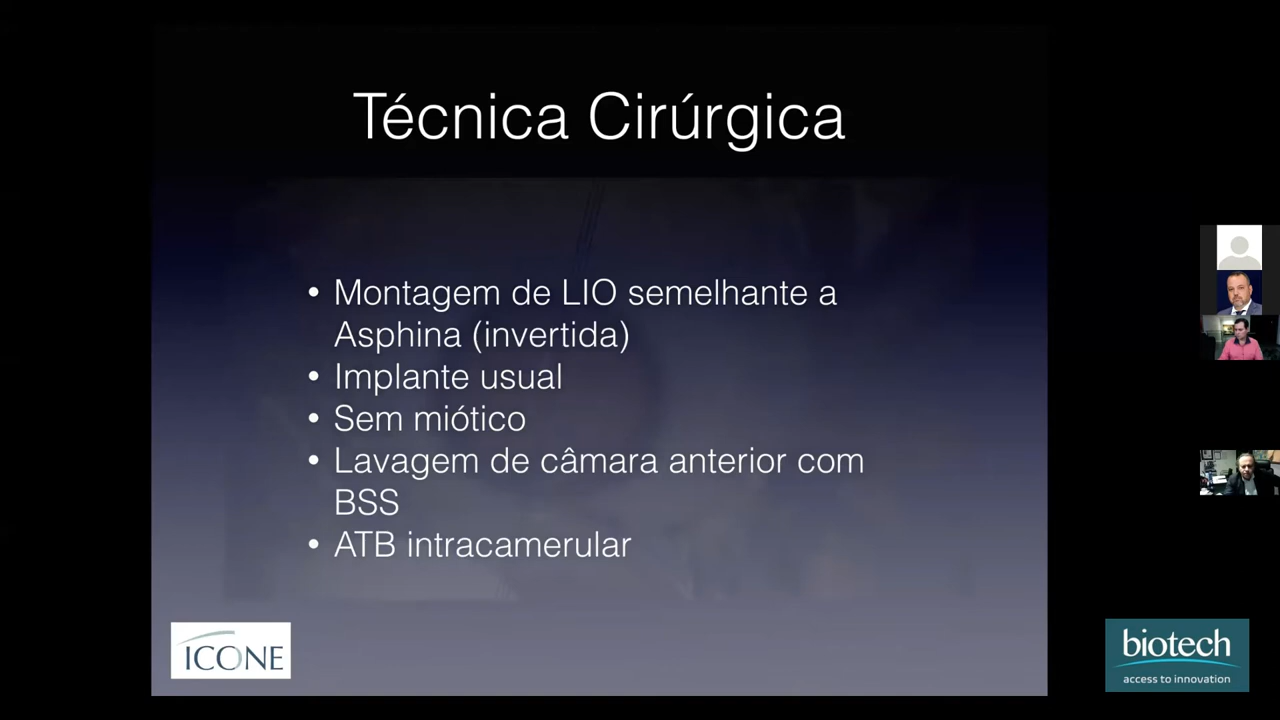 Técnica Cirúrgica
• Montagem de LIO semelhante a
Asphina (invertida)
• Implante usual
• Sem miótico
• Lavagem de câmara anterior com
BSS
• ATB intracamerular
ICONE
biotech
access to innovation